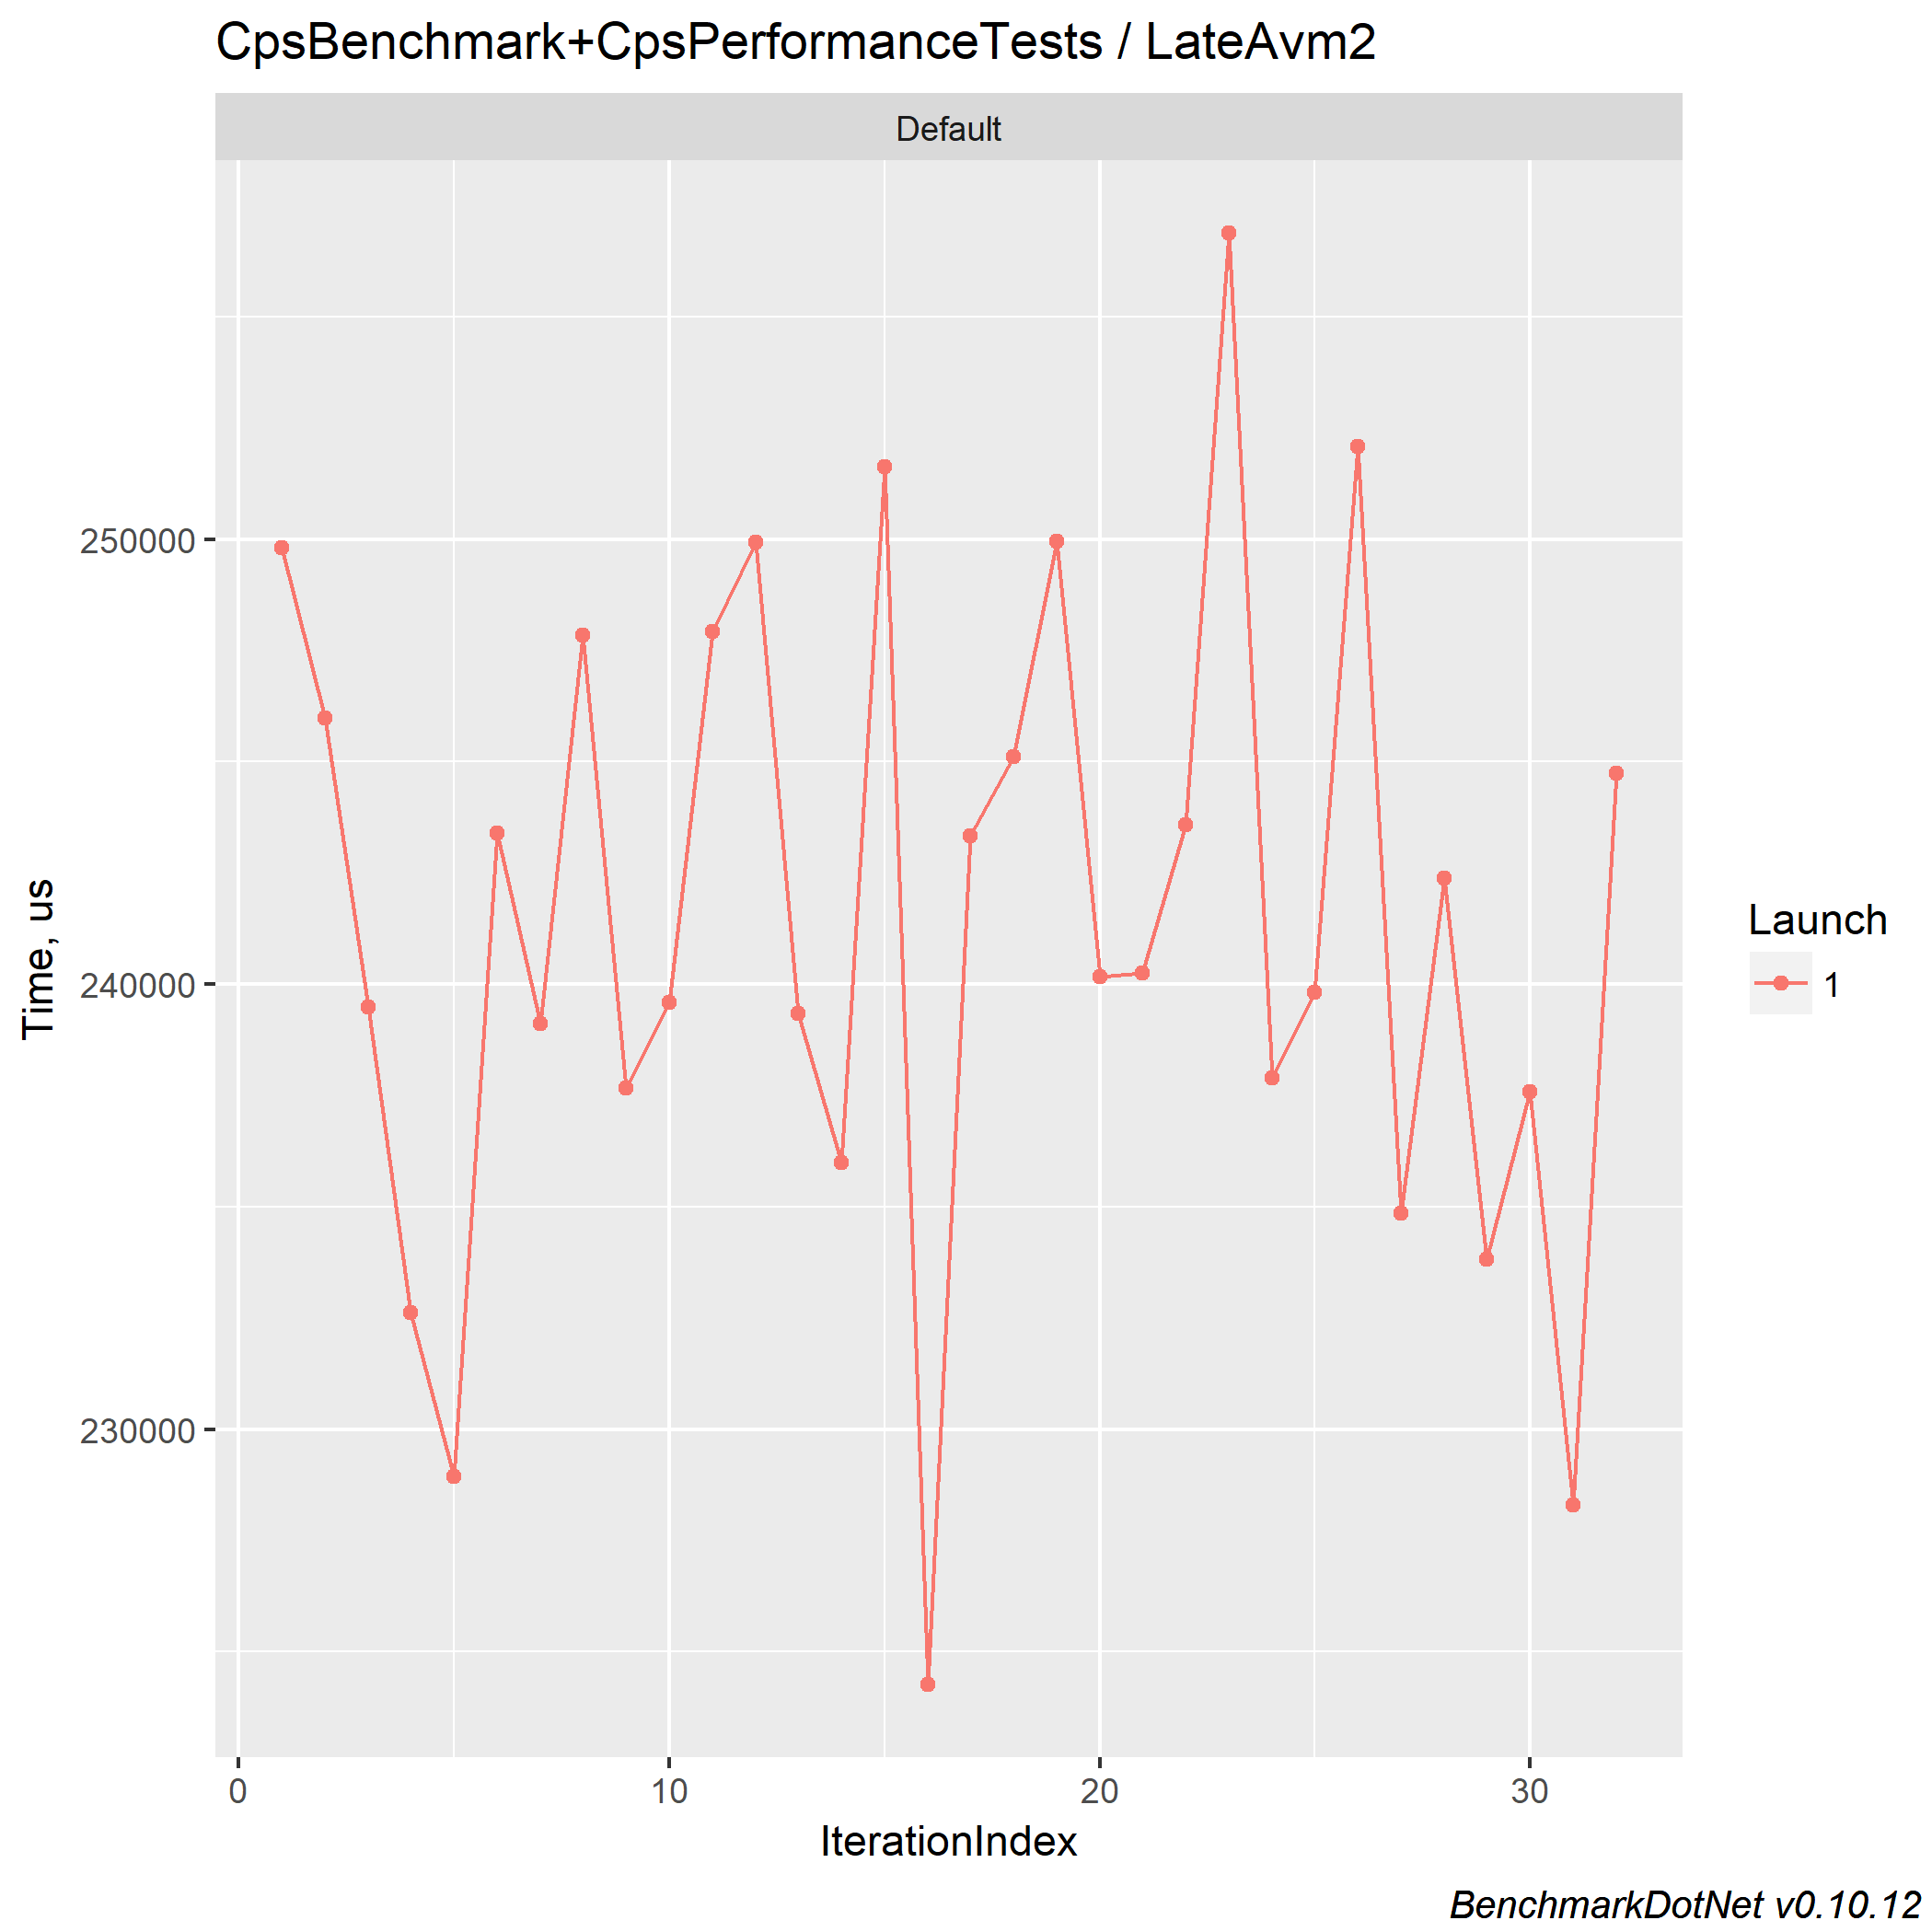 CpsBenchmark+CpsPerformanceTests / LateAvm2
Default
250000
240000
230000
Time, us
0 10 20 30
IterationIndex
Launch
1
BenchmarkDotNet v0.10.12